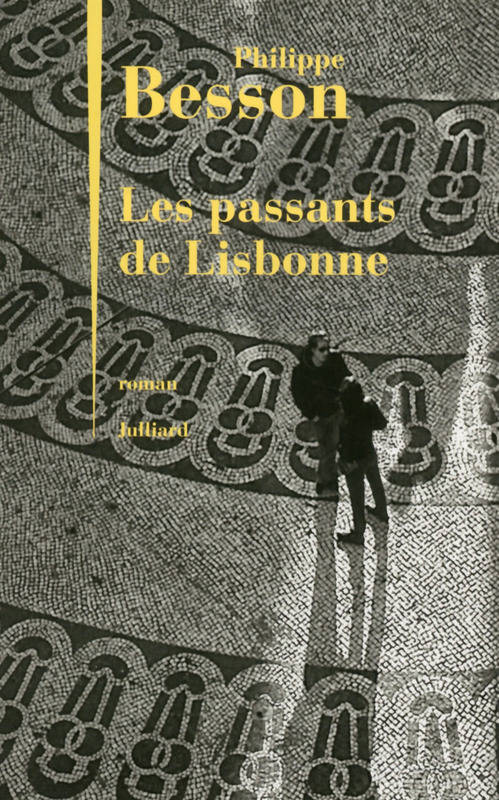 Philippe
Besson
Les passants
de Lisbonne
roman
Julliard